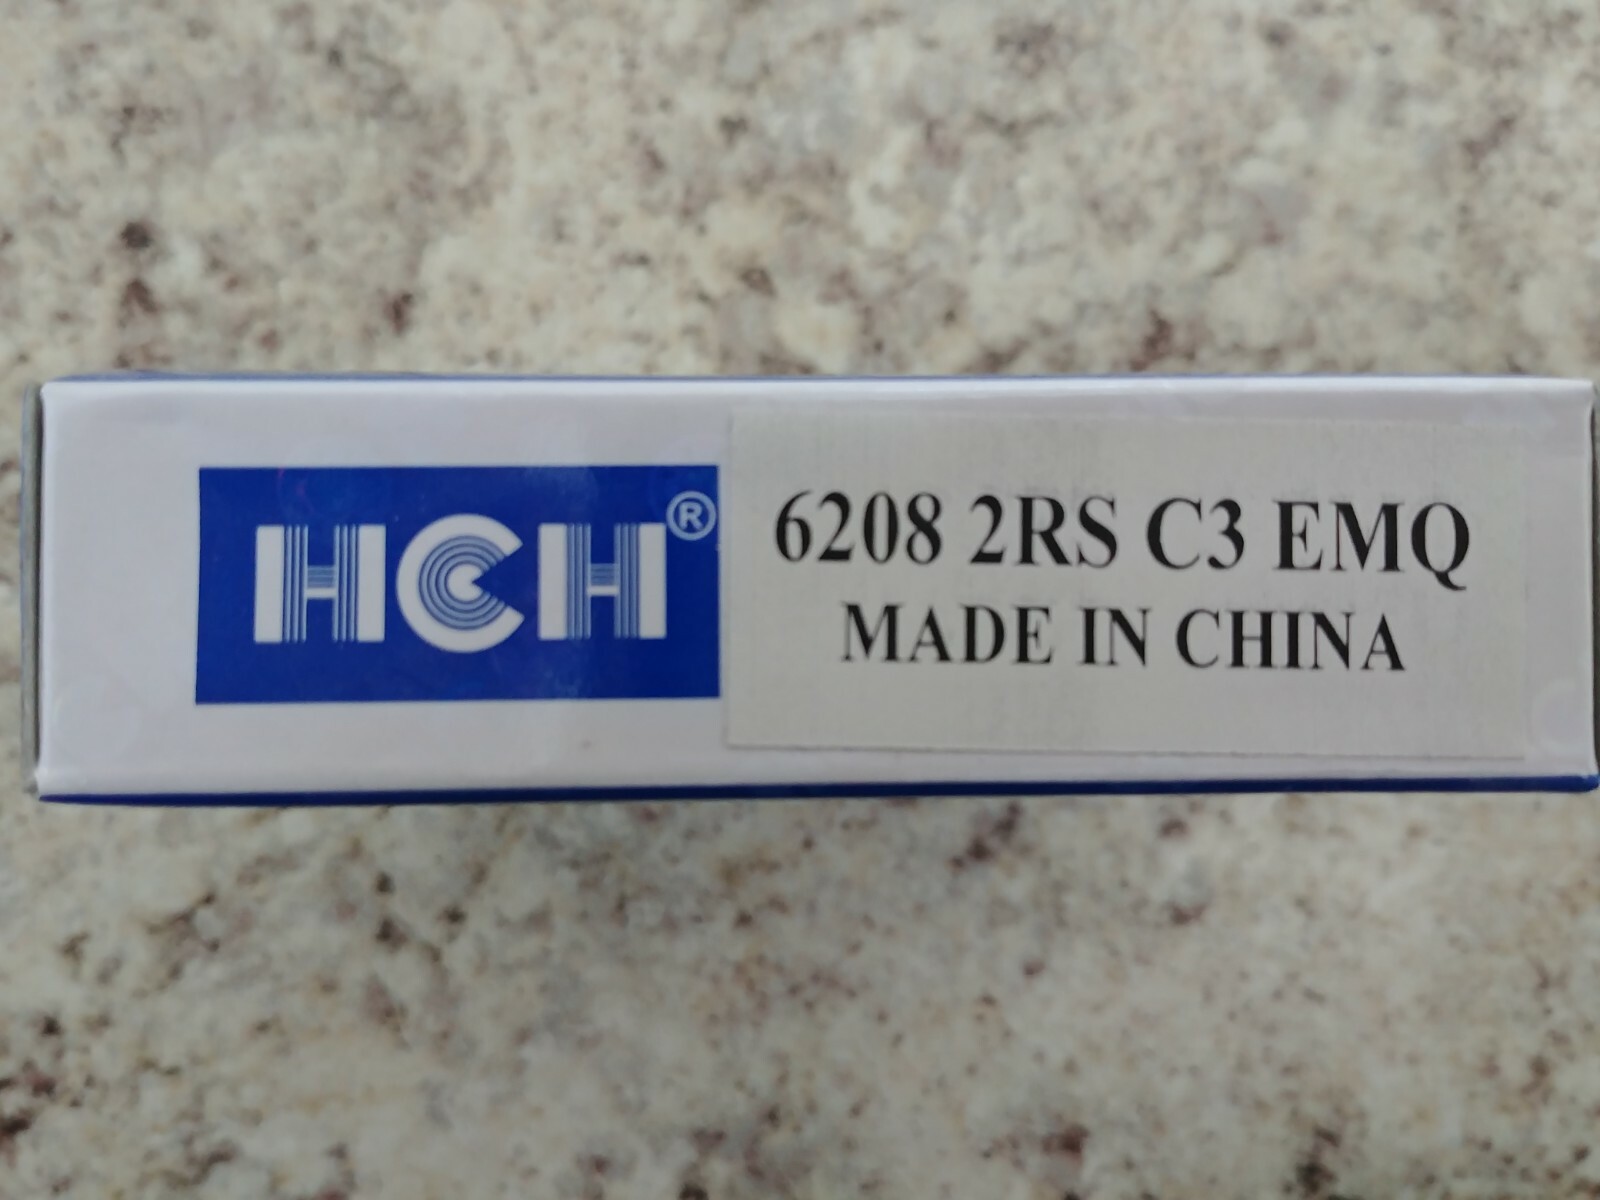 HCH®
6208 2RS C3 EMQ
MADE IN CHINA